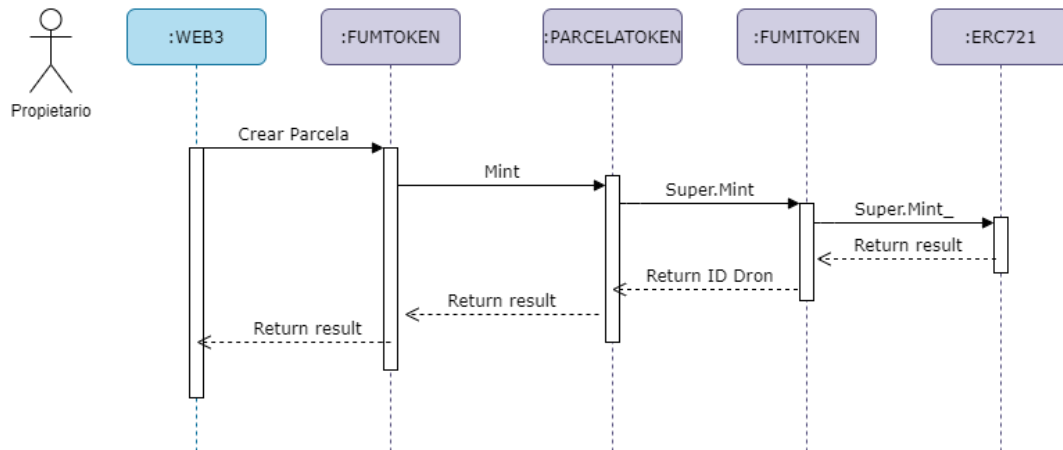 :WEB3
:FUMTOKEN
:PARCELATOKEN
:FUMITOKEN
:ERC721
Propietario
Crear Parcela
Mint
Super.Mint
Super.Mint_
Return result
Return ID Dron
Return result
Return result